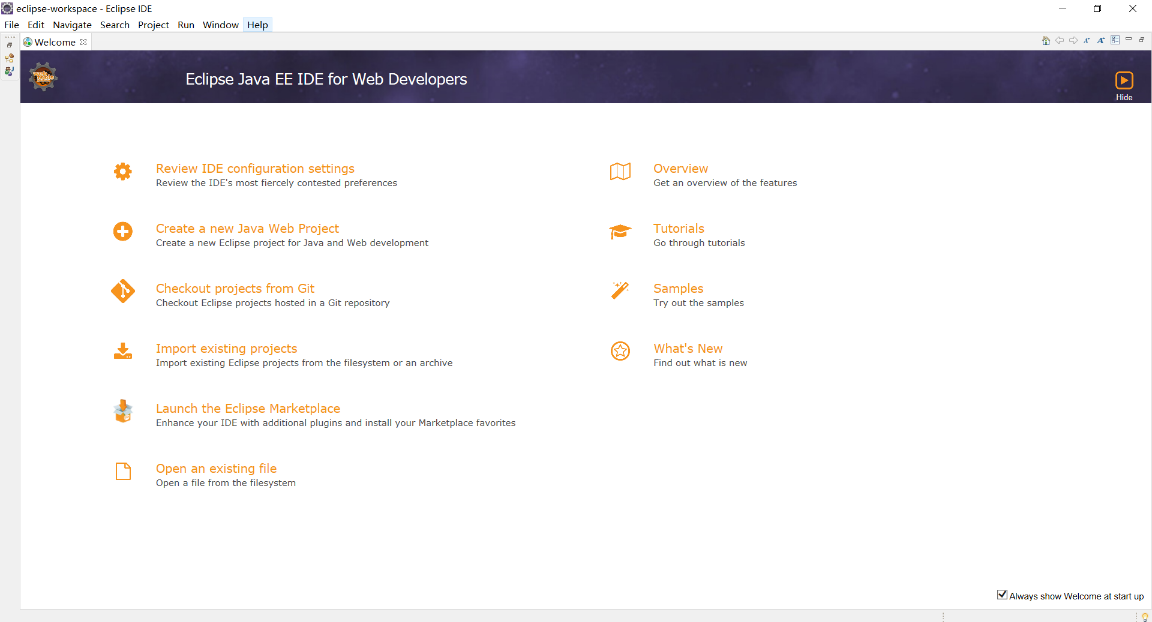 eclipse-workspace - Eclipse IDE
File Edit Navigate Search Project Run Window Help
Welcome
Eclipse Java EE IDE for Web Developers
Hide
Review IDE configuration settings
Review the IDE's most fiercely contested preferences
Create a new Java Web Project
Create a new Eclipse project for Java and Web development
Checkout projects from Git
Checkout Eclipse projects hosted in a Git repository
Import existing projects
Import existing Eclipse projects from the filesystem or an archive
Launch the Eclipse Marketplace
Enhance your IDE with additional plugins and install your Marketplace favorites
Open an existing file
Open a file from the filesystem
Overview
Get an overview of the features
Tutorials
Go through tutorials
Samples
Try out the samples
What's New
Find out what is new
Always show Welcome at start up